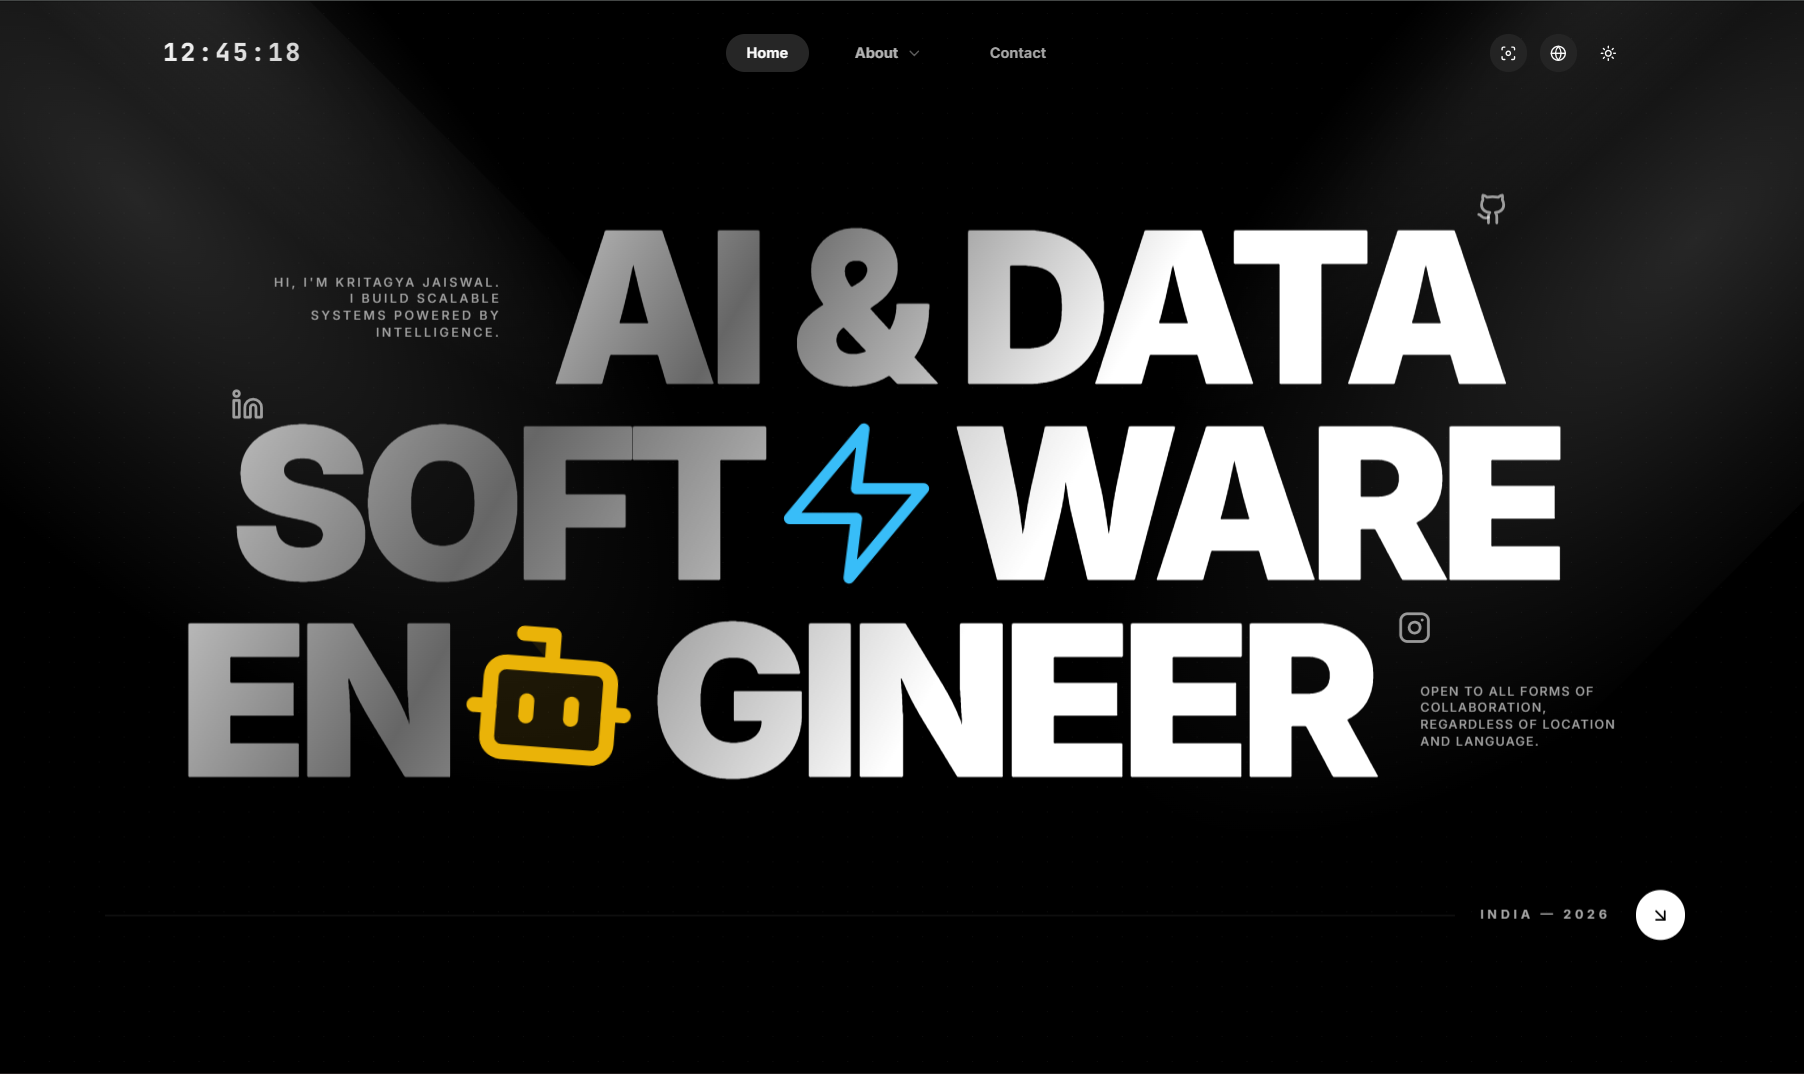 12:45:18
Home
About
Contact
HI, I'M KRITAGYA JAISWAL.
I BUILD SCALABLE
SYSTEMS POWERED BY
INTELLIGENCE.
AI & DATA
SOFT WARE
EN GINEER
OPEN TO ALL FORMS OF
COLLABORATION,
REGARDLESS OF LOCATION
AND LANGUAGE.
INDIA — 2026